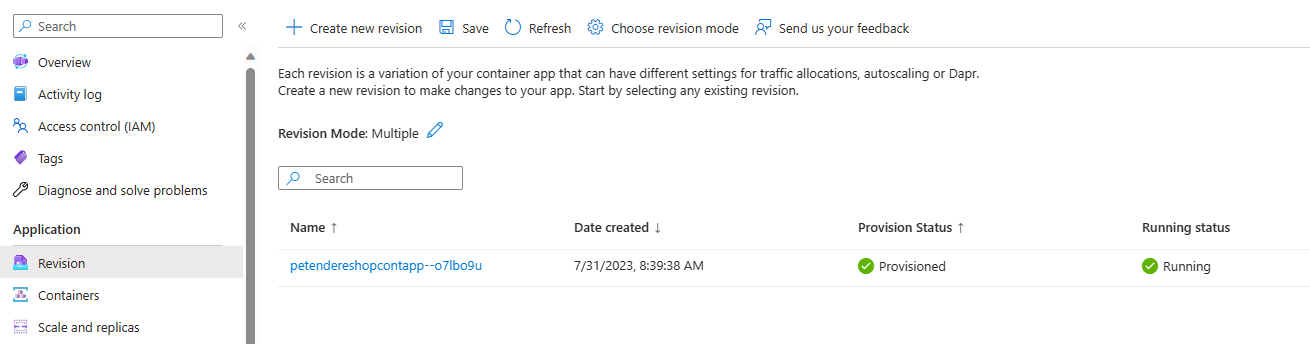 Search
Overview
Activity log
Access control (IAM)
Tags
Diagnose and solve problems
Application
Revision
Containers
Scale and replicas
Create new revision Save Refresh Choose revision mode Send us your feedback
Each revision is a variation of your container app that can have different settings for traffic allocations, autoscaling or Dapr.
Create a new revision to make changes to your app. Start by selecting any existing revision.
Revision Mode: Multiple
Search
Name ↑ Date created ↓ Provision Status ↑ Running status
petendereshopcontapp--o7lbo9u 7/31/2023, 8:39:38 AM Provisioned Running